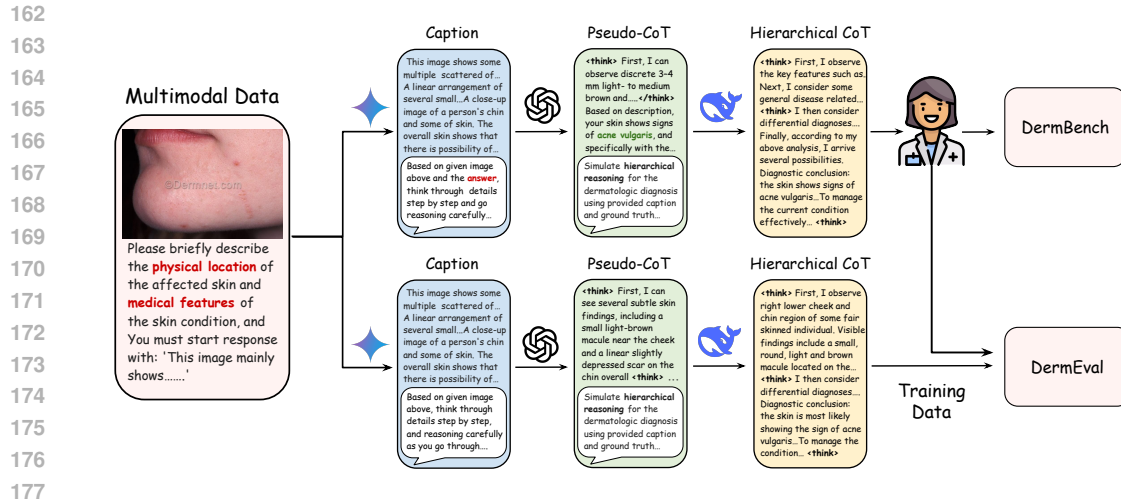 162
163
164
165
166
167
168
169
170
171
172
173
174
175
176
177
Multimodal Data
©Dermnet.com
Please briefly describe
the physical location of
the affected skin and
medical features of
the skin condition, and
You must start response
with: 'This image mainly
shows.......'
Caption
This image shows some
multiple scattered of...
A linear arrangement of
several small...A close-up
image of a person's chin
and some of skin. The
overall skin shows that
there is possibility of...
Based on given image
above and the answer,
think through details
step by step and go
reasoning carefully...
Pseudo-CoT
<think> First, I can
observe discrete 3-4
mm light- to medium
brown and.....</think>
Based on description,
your skin shows signs
of acne vulgaris, and
specifically with the...
Simulate hierarchical
reasoning for the
dermatologic diagnosis
using provided caption
and ground truth...
Hierarchical CoT
<think> First, I observe
the key features such as.
Next, I consider some
general disease related...
<think> I then consider
differential diagnoses....
Finally, according to my
above analysis, I arrive
several possibilities.
Diagnostic conclusion:
the skin shows signs of
acne vulgaris...To manage
the current condition
effectively... <think>
DermBench
Caption
This image shows some
multiple scattered of...
A linear arrangement of
several small...A close-up
image of a person's chin
and some of skin. The
overall skin shows that
there is possibility of...
Based on given image
above, think through
details step by step,
and reasoning carefully
as you go through....
Pseudo-CoT
<think> First, I can
see several subtle skin
findings, including a
small light-brown
macule near the cheek
and a linear slightly
depressed scar on the
chin overall <think> ...
Simulate hierarchical
reasoning for the
dermatologic diagnosis
using provided caption
and ground truth...
Hierarchical CoT
<think> First, I observe
right lower cheek and
chin region of some fair
skinned individual. Visible
findings include a small,
round, light and brown
macule located on the...
<think> I then consider
differential diagnoses....
Diagnostic conclusion:
the skin is most likely
showing the sign of acne
vulgaris...To manage the
condition... <think>
Training
Data
DermEval